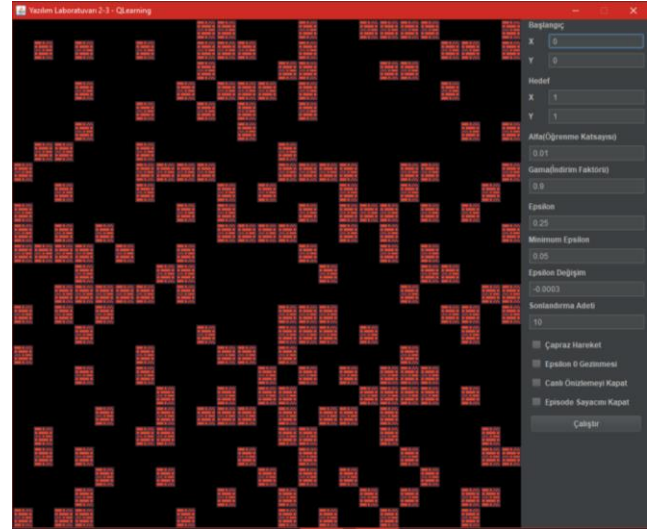 Yazılım Laboratuvarı 2-3 - QLearning
Başlangıç
X 0
Y 0
Hedef
X 1
Y 1
Alfa(Öğrenme Katsayısı)
0.01
Gama(İndirim Faktörü)
0.9
Epsilon
0.25
Minimum Epsilon
0.05
Epsilon Değişim
-0.0003
Sonlandırma Adeti
10
Çapraz Hareket
Epsilon 0 Gezinmesi
Canlı Önizlemeyi Kapat
Episode Sayacını Kapat
Çalıştır